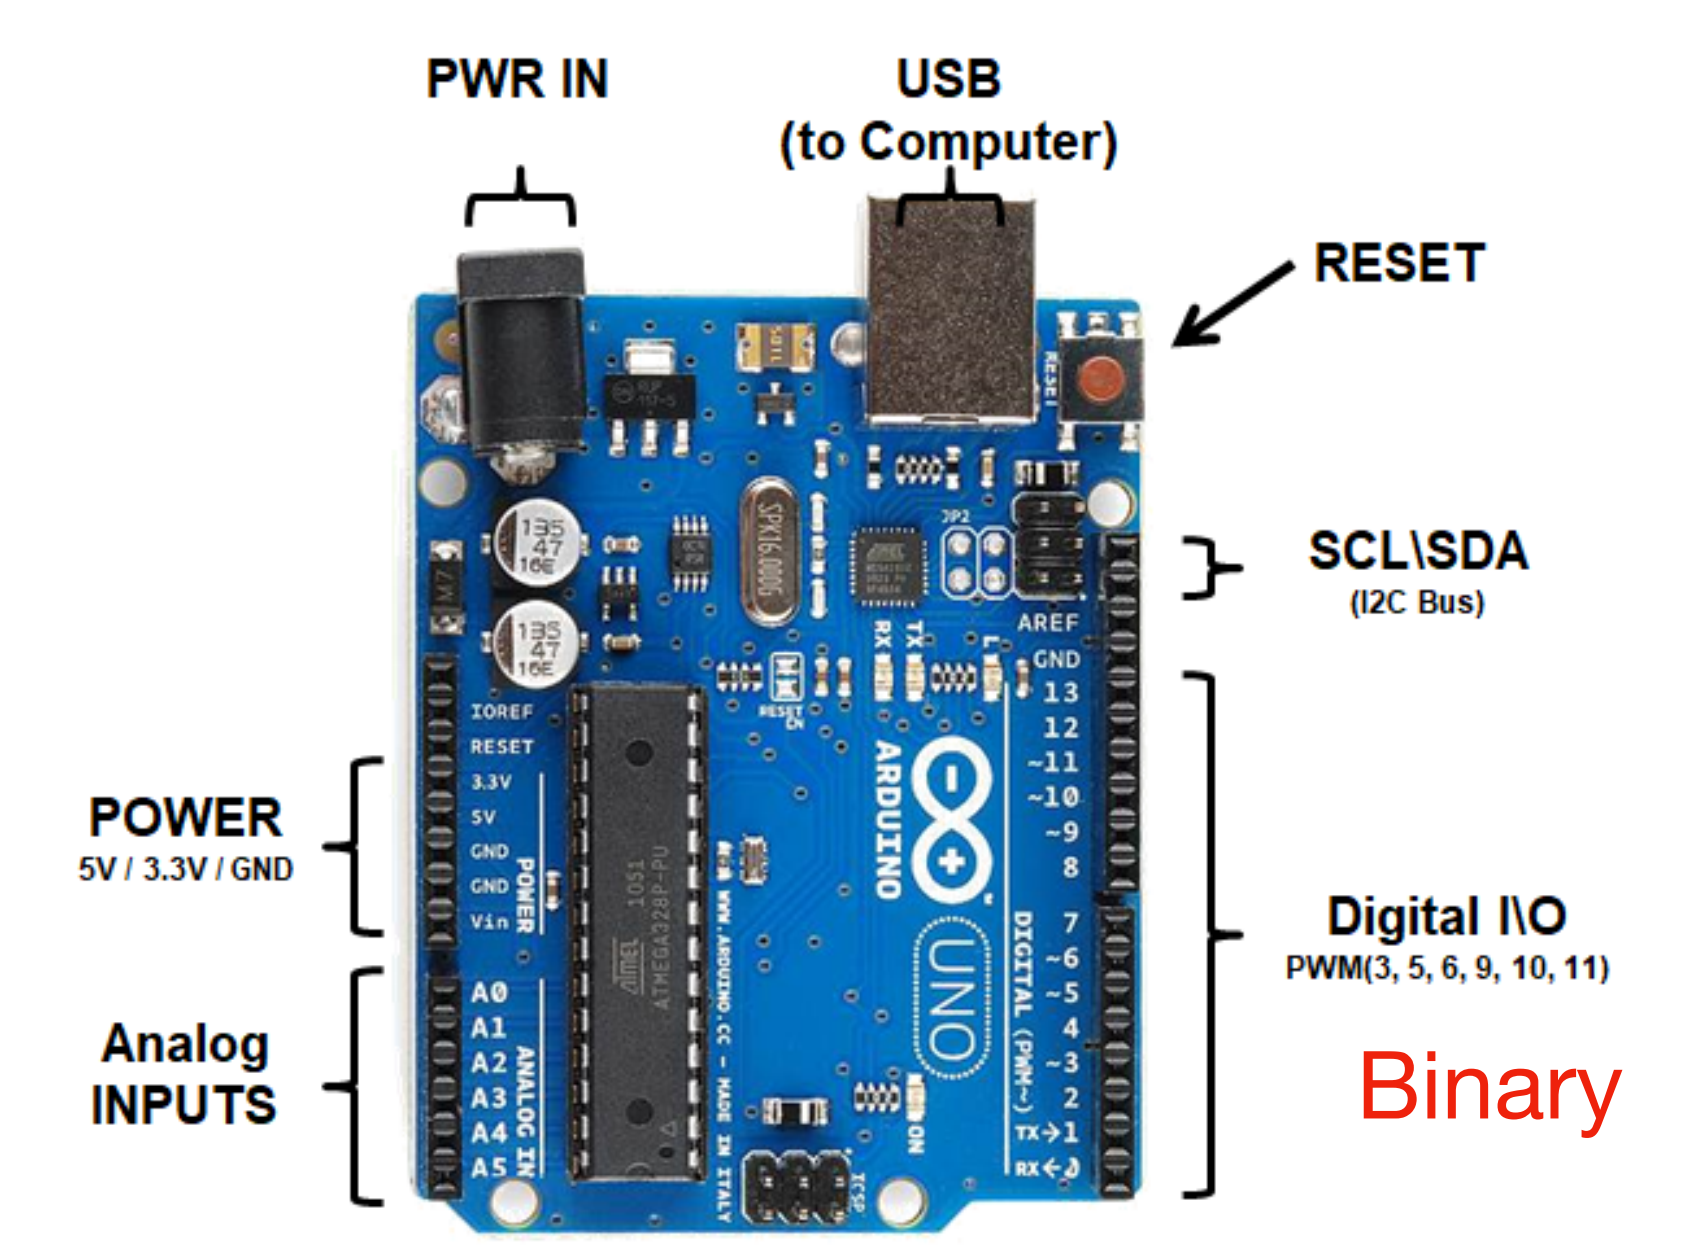 PWR IN
USB
(to Computer)
RESET
SCL\SDA
(I2C Bus)
POWER
5V / 3.3V / GND
Analog
INPUTS
Digital I\O
PWM(3, 5, 6, 9, 10, 11)
Binary
RESET
JP2
SPK16.000G
135
47
16E
135
47
16E
M7
RX
TX
L
RESET
EN
AREF
GND
13
12
~11
~10
~9
8
7
~6
~5
4
~3
2
TX→1
RX←0
DIGITAL (PWM~)
IOREF
RESET
3.3V
5V
GND
GND
Vin
POWER
A0
A1
A2
A3
A4
A5
ANALOG IN
ATMEL 1051
ATMEGA328P-PU
WWW.ARDUINO.CC - MADE IN ITALY
ARDUINO
UNO
ON
ICSP